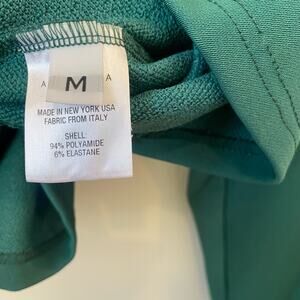 A M A
MADE IN NEW YORK USA
FABRIC FROM ITALY
SHELL:
94% POLYAMIDE
6% ELASTANE